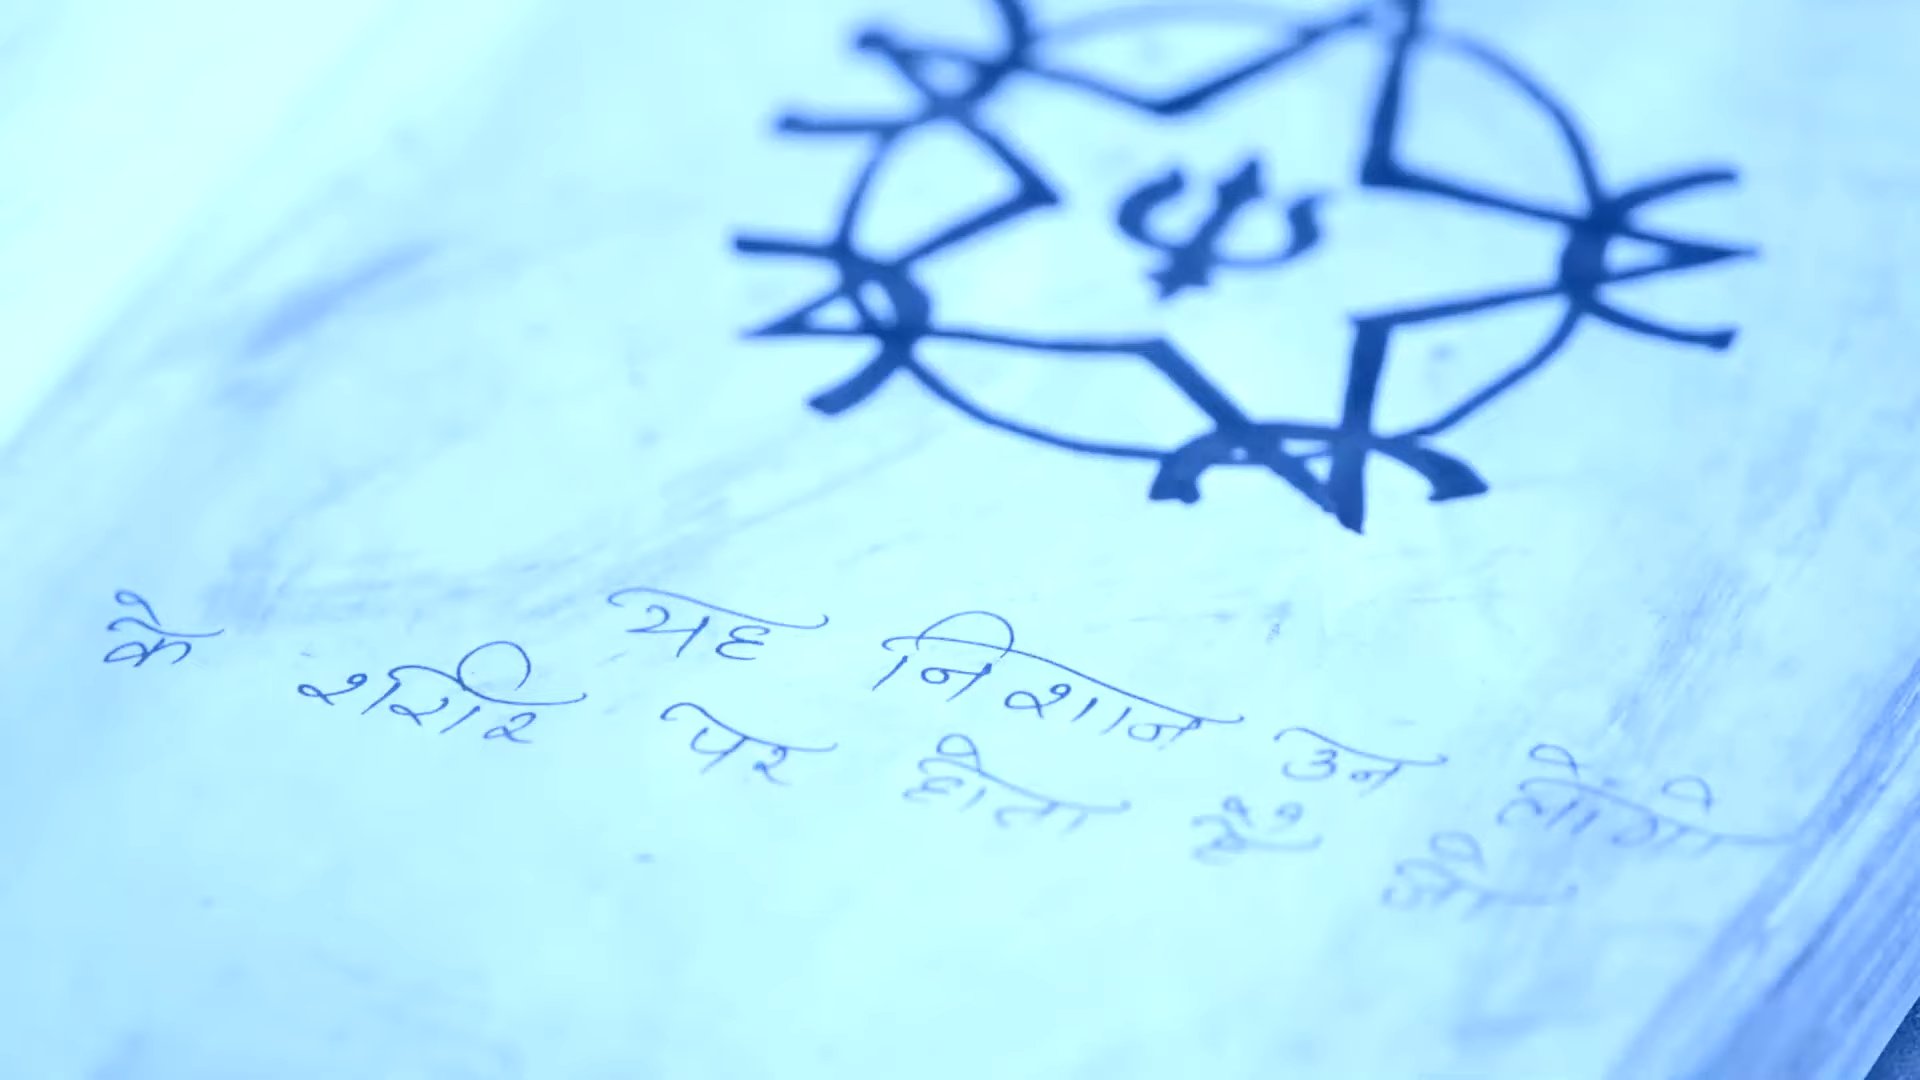 यह निशान उन लोगो
के शरिर पर होता हैं जो